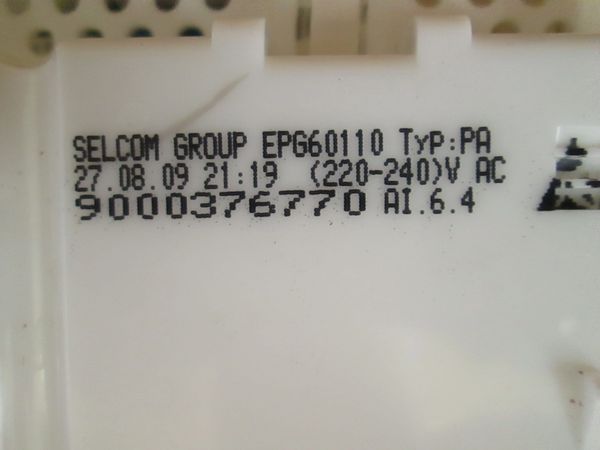 SELCOM GROUP EPG60110 TyP:PA
27.08.09 21:19 (220-240)V AC
9000376770 AI.6.4